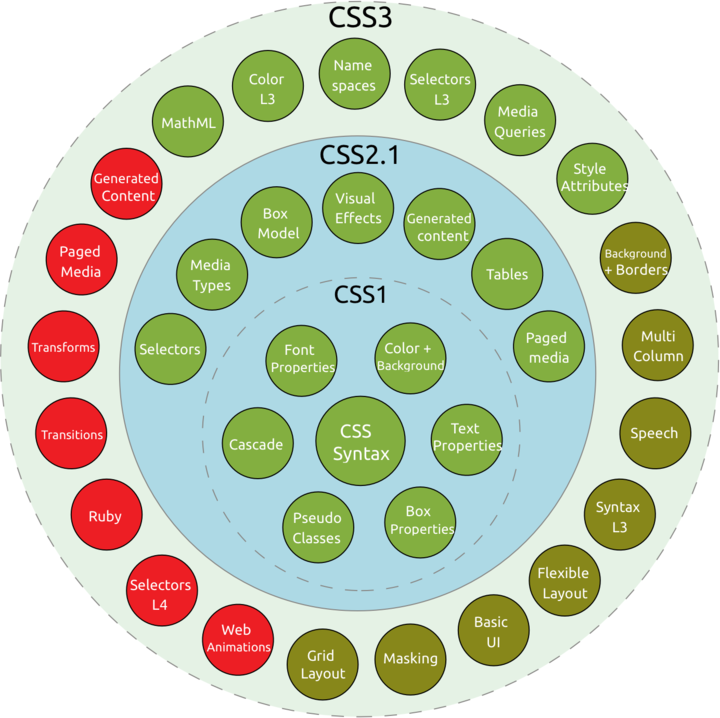 CSS3
Name
spaces
Selectors
L3
Media
Queries
Style
Attributes
Background
+ Borders
Multi
Column
Speech
Syntax
L3
Flexible
Layout
Basic
UI
Masking
Grid
Layout
Web
Animations
Selectors
L4
Ruby
Transitions
Transforms
Paged
Media
Generated
Content
MathML
Color
L3
CSS2.1
Selectors
Media
Types
Box
Model
Visual
Effects
Generated
content
Tables
Paged
media
CSS1
Font
Properties
Color +
Background
Cascade
CSS
Syntax
Text
Properties
Pseudo
Classes
Box
Properties